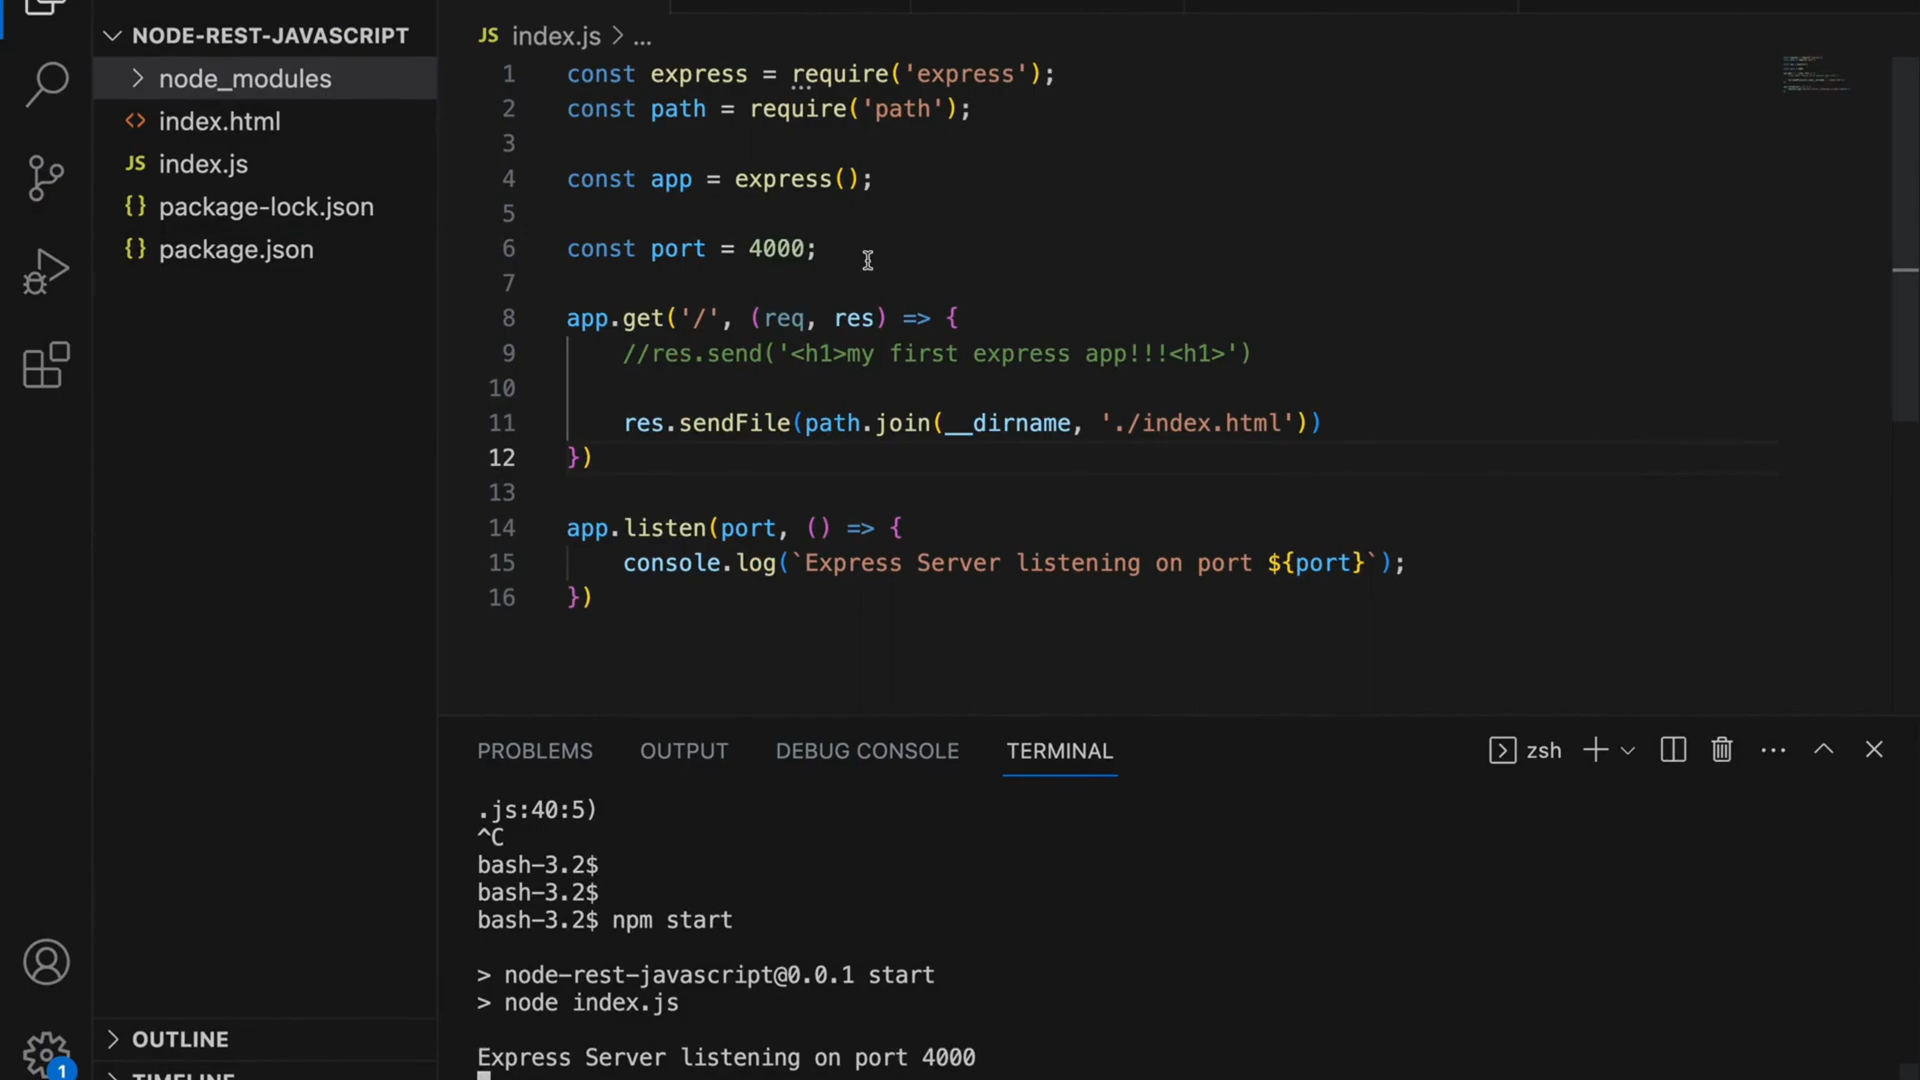 NODE-REST-JAVASCRIPT
node_modules
index.html
JS index.js
{} package-lock.json
{} package.json
OUTLINE
1
JS index.js > ...
1 const express = require('express');
2 const path = require('path');
3
4 const app = express();
5
6 const port = 4000;
7
8 app.get('/', (req, res) => {
9 //res.send('<h1>my first express app!!!<h1>')
10
11 res.sendFile(path.join(__dirname, './index.html'))
12 })
13
14 app.listen(port, () => {
15 console.log(`Express Server listening on port ${port}`);
16 })
PROBLEMS OUTPUT DEBUG CONSOLE TERMINAL zsh
.js:40:5)
^C
bash-3.2$
bash-3.2$
bash-3.2$ npm start
> node-rest-javascript@0.0.1 start
> node index.js
Express Server listening on port 4000